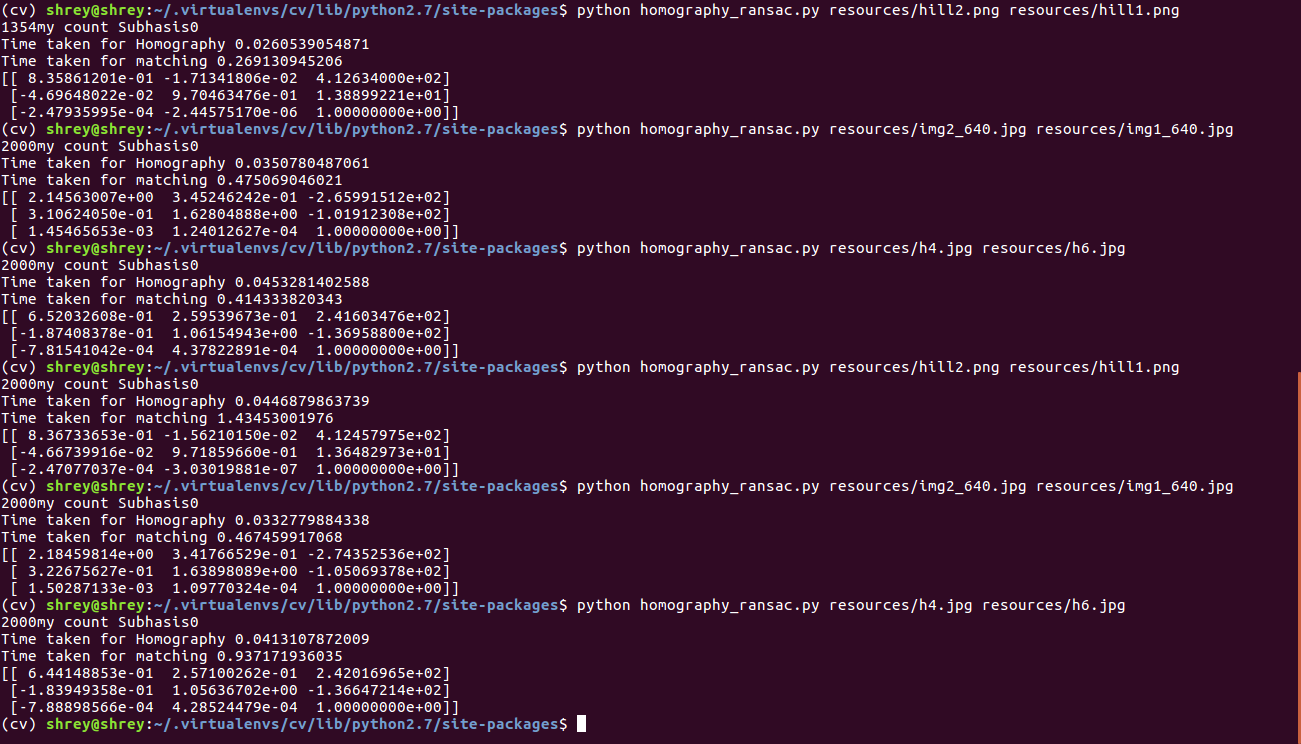 (cv) shrey@shrey:~/.virtualenvs/cv/lib/python2.7/site-packages$ python homography_ransac.py resources/hill2.png resources/hill1.png
1354my count Subhasis0
Time taken for Homography 0.0260539054871
Time taken for matching 0.269130945206
[[ 8.35861201e-01 -1.71341806e-02  4.12634000e+02]
 [-4.69648022e-02  9.70463476e-01  1.38899221e+01]
 [-2.47935995e-04 -2.44575170e-06  1.00000000e+00]]
(cv) shrey@shrey:~/.virtualenvs/cv/lib/python2.7/site-packages$ python homography_ransac.py resources/img2_640.jpg resources/img1_640.jpg
2000my count Subhasis0
Time taken for Homography 0.0350780487061
Time taken for matching 0.475069046021
[[ 2.14563007e+00  3.45246242e-01 -2.65991512e+02]
 [ 3.10624050e-01  1.62804888e+00 -1.01912308e+02]
 [ 1.45465653e-03  1.24012627e-04  1.00000000e+00]]
(cv) shrey@shrey:~/.virtualenvs/cv/lib/python2.7/site-packages$ python homography_ransac.py resources/h4.jpg resources/h6.jpg
2000my count Subhasis0
Time taken for Homography 0.0453281402588
Time taken for matching 0.414333820343
[[ 6.52032608e-01  2.59539673e-01  2.41603476e+02]
 [-1.87408378e-01  1.06154943e+00 -1.36958800e+02]
 [-7.81541042e-04  4.37822891e-04  1.00000000e+00]]
(cv) shrey@shrey:~/.virtualenvs/cv/lib/python2.7/site-packages$ python homography_ransac.py resources/hill2.png resources/hill1.png
2000my count Subhasis0
Time taken for Homography 0.0446879863739
Time taken for matching 1.43453001976
[[ 8.36733653e-01 -1.56210150e-02  4.12457975e+02]
 [-4.66739916e-02  9.71859660e-01  1.36482973e+01]
 [-2.47077037e-04 -3.03019881e-07  1.00000000e+00]]
(cv) shrey@shrey:~/.virtualenvs/cv/lib/python2.7/site-packages$ python homography_ransac.py resources/img2_640.jpg resources/img1_640.jpg
2000my count Subhasis0
Time taken for Homography 0.0332779884338
Time taken for matching 0.467459917068
[[ 2.18459814e+00  3.41766529e-01 -2.74352536e+02]
 [ 3.22675627e-01  1.63898089e+00 -1.05069378e+02]
 [ 1.50287133e-03  1.09770324e-04  1.00000000e+00]]
(cv) shrey@shrey:~/.virtualenvs/cv/lib/python2.7/site-packages$ python homography_ransac.py resources/h4.jpg resources/h6.jpg
2000my count Subhasis0
Time taken for Homography 0.0413107872009
Time taken for matching 0.937171936035
[[ 6.44148853e-01  2.57100262e-01  2.42016965e+02]
 [-1.83949358e-01  1.05636702e+00 -1.36647214e+02]
 [-7.88898566e-04  4.28524479e-04  1.00000000e+00]]
(cv) shrey@shrey:~/.virtualenvs/cv/lib/python2.7/site-packages$